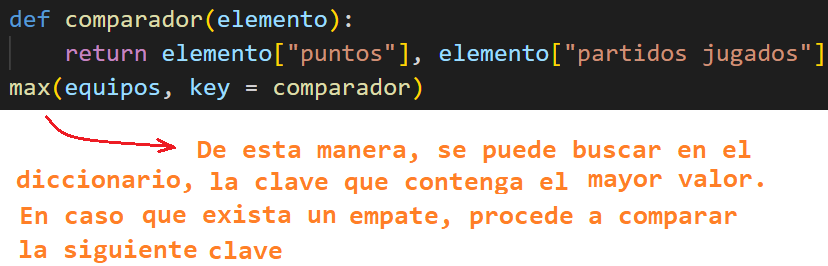 def comparador(elemento):
    return elemento["puntos"], elemento["partidos jugados"]
max(equipos, key = comparador)
De esta manera, se puede buscar en el
diccionario, la clave que contenga el mayor valor.
En caso que exista un empate, procede a comparar
la siguiente clave